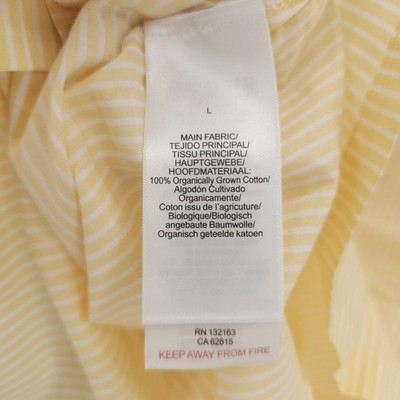 L
MAIN FABRIC/
TEJIDO PRINCIPAL/
TISSU PRINCIPAL/
HAUPTGEWEBE/
HOOFDMATERIAAL:
100% Organically Grown Cotton/
Algodón Cultivado
Organicamente/
Coton issu de l'agricuture/
Biologique/Biologisch
angebaute Baumwolle/
Organisch geteelde katoen
RN 132163
CA 62615
KEEP AWAY FROM FIRE